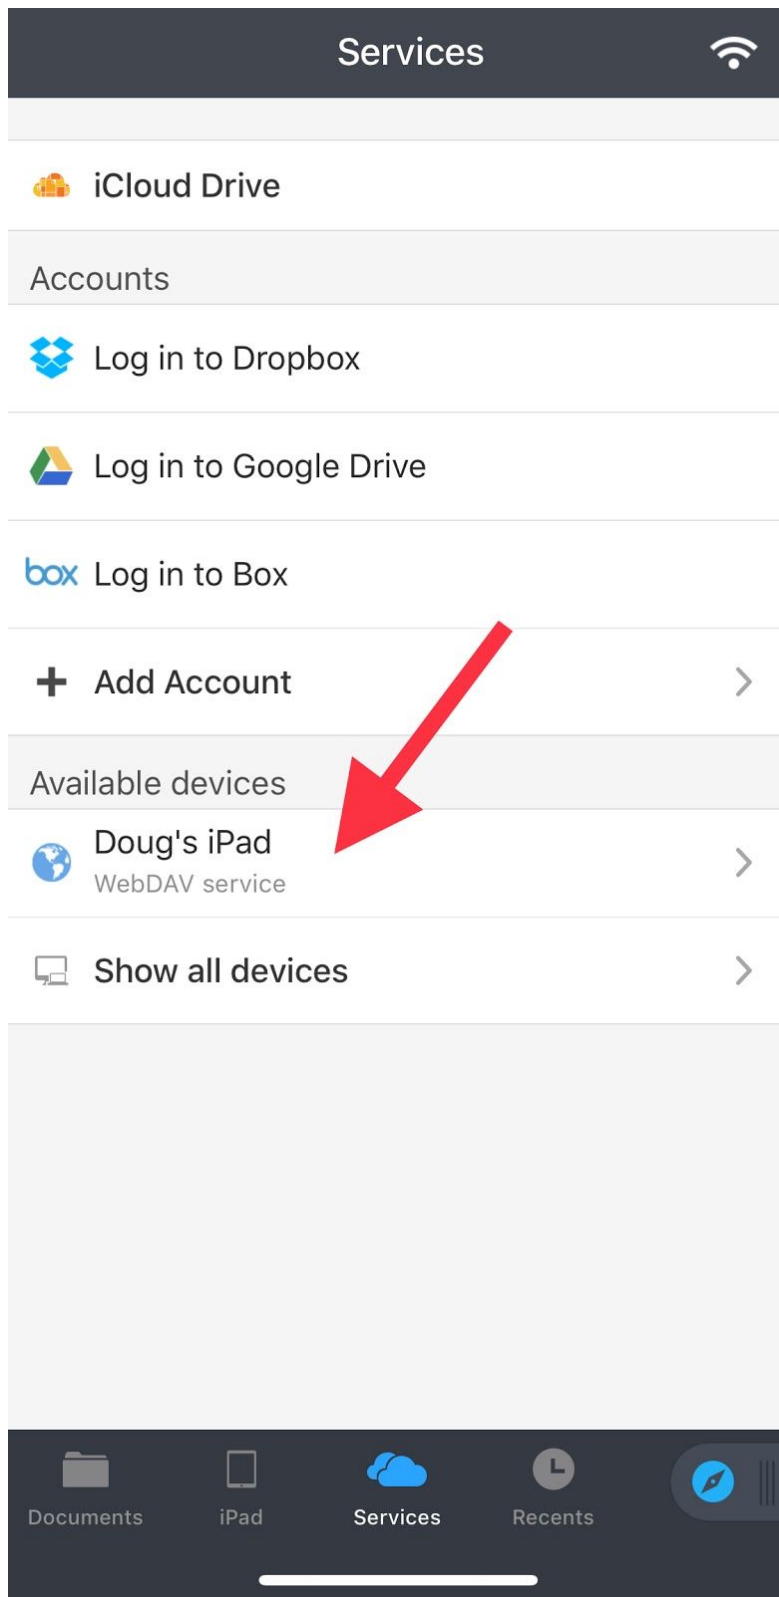 Services
iCloud Drive
Accounts
Log in to Dropbox
Log in to Google Drive
box Log in to Box
Add Account
Available devices
Doug's iPad
WebDAV service
Show all devices
Documents iPad Services Recents